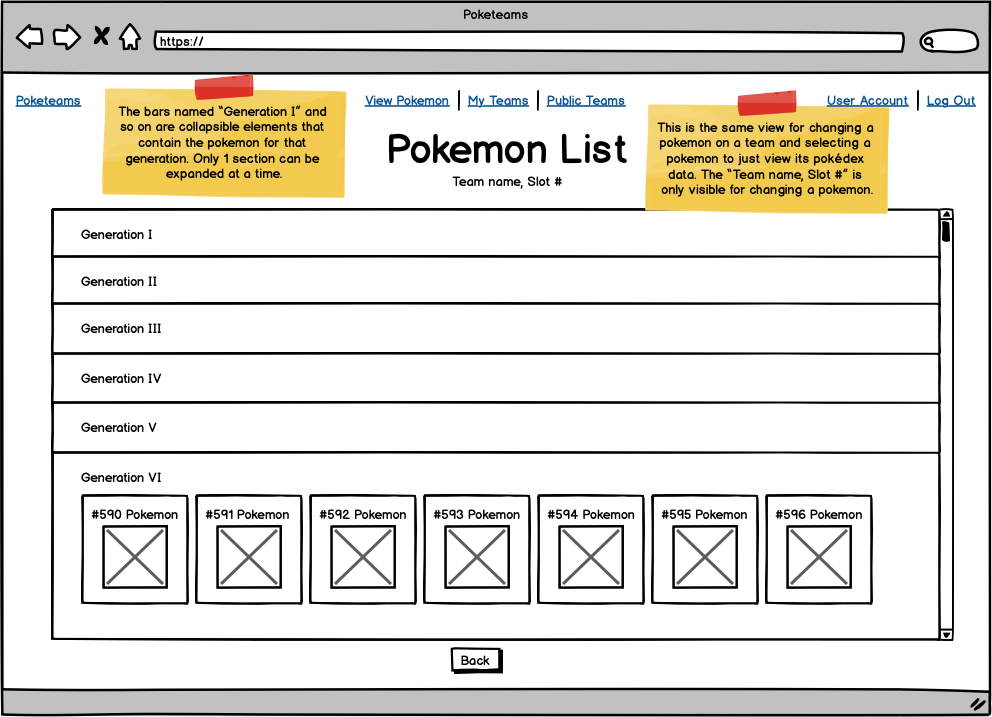 Poketeams
https://
Poketeams
The bars named “Generation I” and
so on are collapsible elements that
contain the pokemon for that
generation. Only 1 section can be
expanded at a time.
View Pokemon
My Teams
Public Teams
User Account
Log Out
This is the same view for changing a
pokemon on a team and selecting a
pokemon to just view its pokédex
data. The “Team name, Slot #” is
only visible for changing a pokemon.
Pokemon List
Team name, Slot #
Generation I
Generation II
Generation III
Generation IV
Generation V
Generation VI
#590 Pokemon
#591 Pokemon
#592 Pokemon
#593 Pokemon
#594 Pokemon
#595 Pokemon
#596 Pokemon
Back